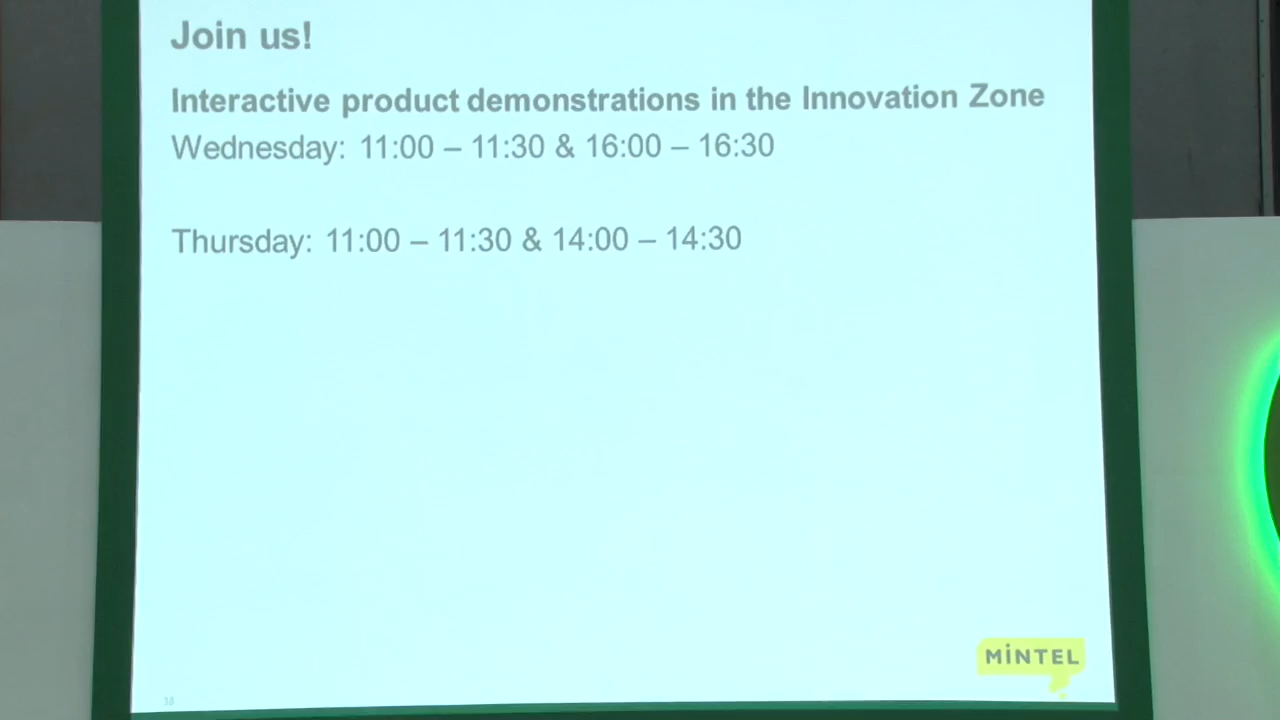 Join us!
Interactive product demonstrations in the Innovation Zone
Wednesday: 11:00 – 11:30 & 16:00 – 16:30
Thursday: 11:00 – 11:30 & 14:00 – 14:30
MiNTEL